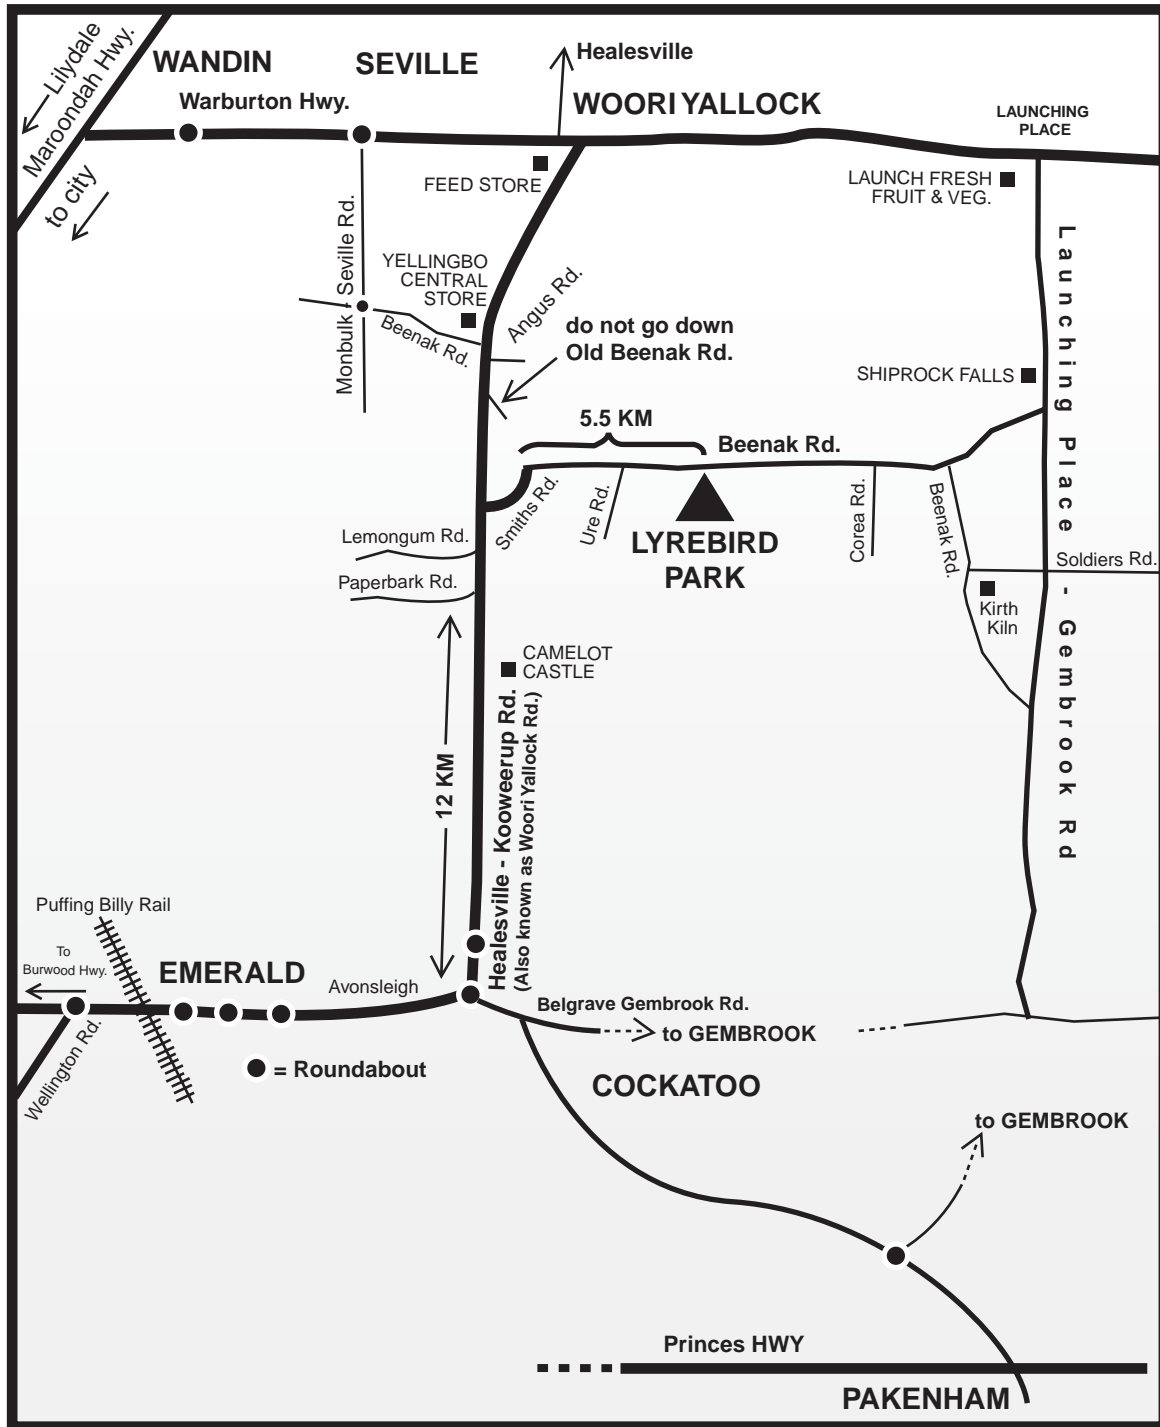 Lilydale
Maroondah Hwy.
to city
WANDIN
SEVILLE
Healesville
Warburton Hwy.
WOORI YALLOCK
LAUNCHING
PLACE
FEED STORE
LAUNCH FRESH
FRUIT & VEG.
Monbulk - Seville Rd.
YELLINGBO
CENTRAL
STORE
Beenak Rd.
Angus Rd.
do not go down
Old Beenak Rd.
SHIPROCK FALLS
Launching Place - Gembrook Rd
5.5 KM
Beenak Rd.
Smiths Rd.
Ure Rd.
LYREBIRD
PARK
Corea Rd.
Beenak Rd.
Soldiers Rd.
Lemongum Rd.
Paperbark Rd.
Kirth
Kiln
CAMELOT
CASTLE
12 KM
Healesville - Kooweerup Rd.
(Also known as Woori Yallock Rd.)
Puffing Billy Rail
To
Burwood Hwy.
EMERALD
Avonsleigh
Wellington Rd.
Belgrave Gembrook Rd.
to GEMBROOK
= Roundabout
COCKATOO
to GEMBROOK
Princes HWY
PAKENHAM